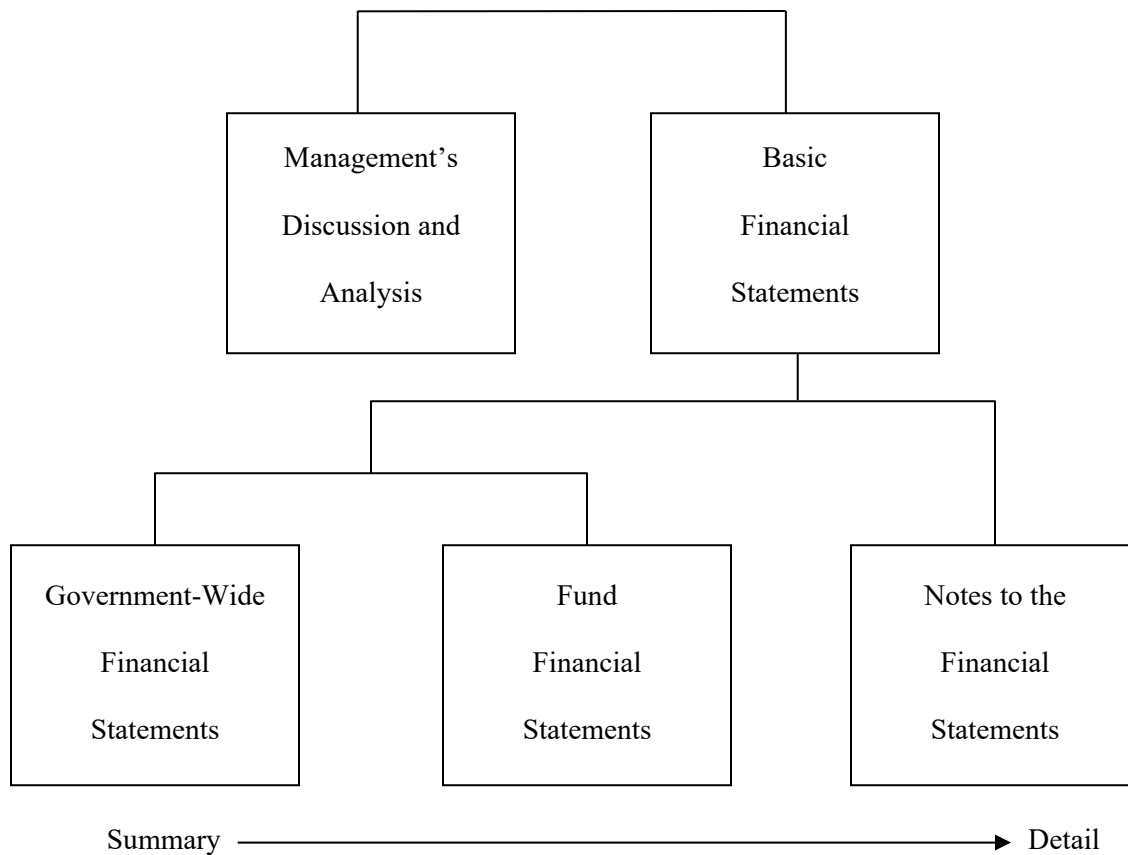 Management’s
Discussion and
Analysis
Basic
Financial
Statements
Government-Wide
Financial
Statements
Fund
Financial
Statements
Notes to the
Financial
Statements
Summary
Detail